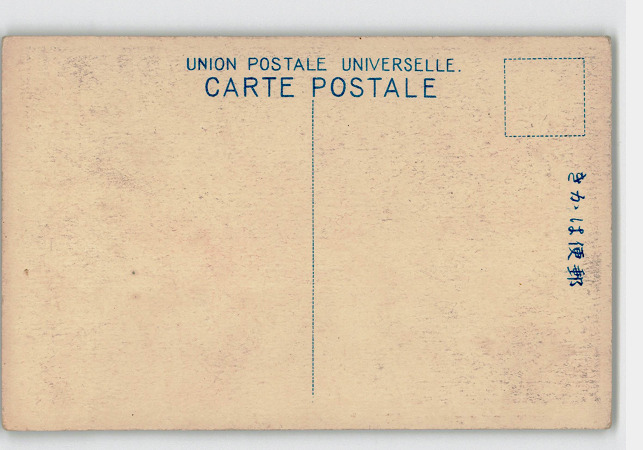 UNION POSTALE UNIVERSELLE.
CARTE POSTALE
郵便はかき